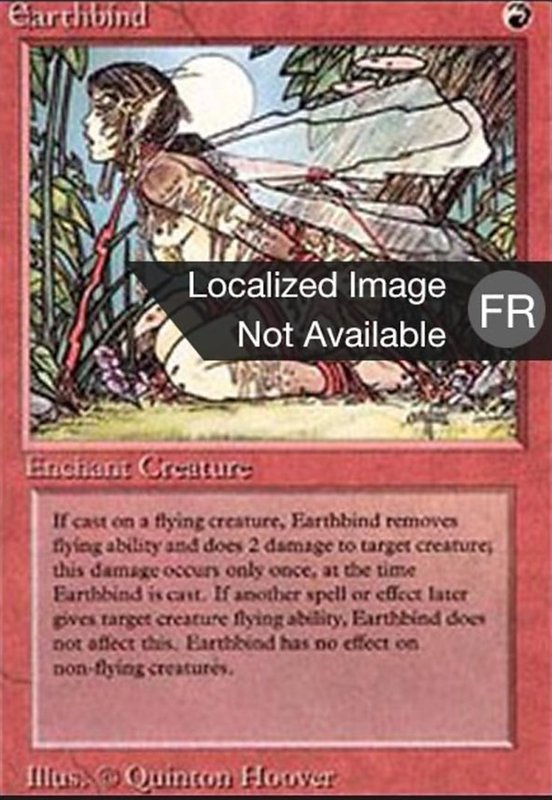 Earthbind
Localized Image
Not Available
FR
Enchant Creature
If cast on a flying creature, Earthbind removes
flying ability and does 2 damage to target creature;
this damage occurs only once, at the time
Earthbind is cast. If another spell or effect later
gives target creature flying ability, Earthbind does
not affect this. Earthbind has no effect on
non-flying creatures.
Illus. © Quinton Hoover